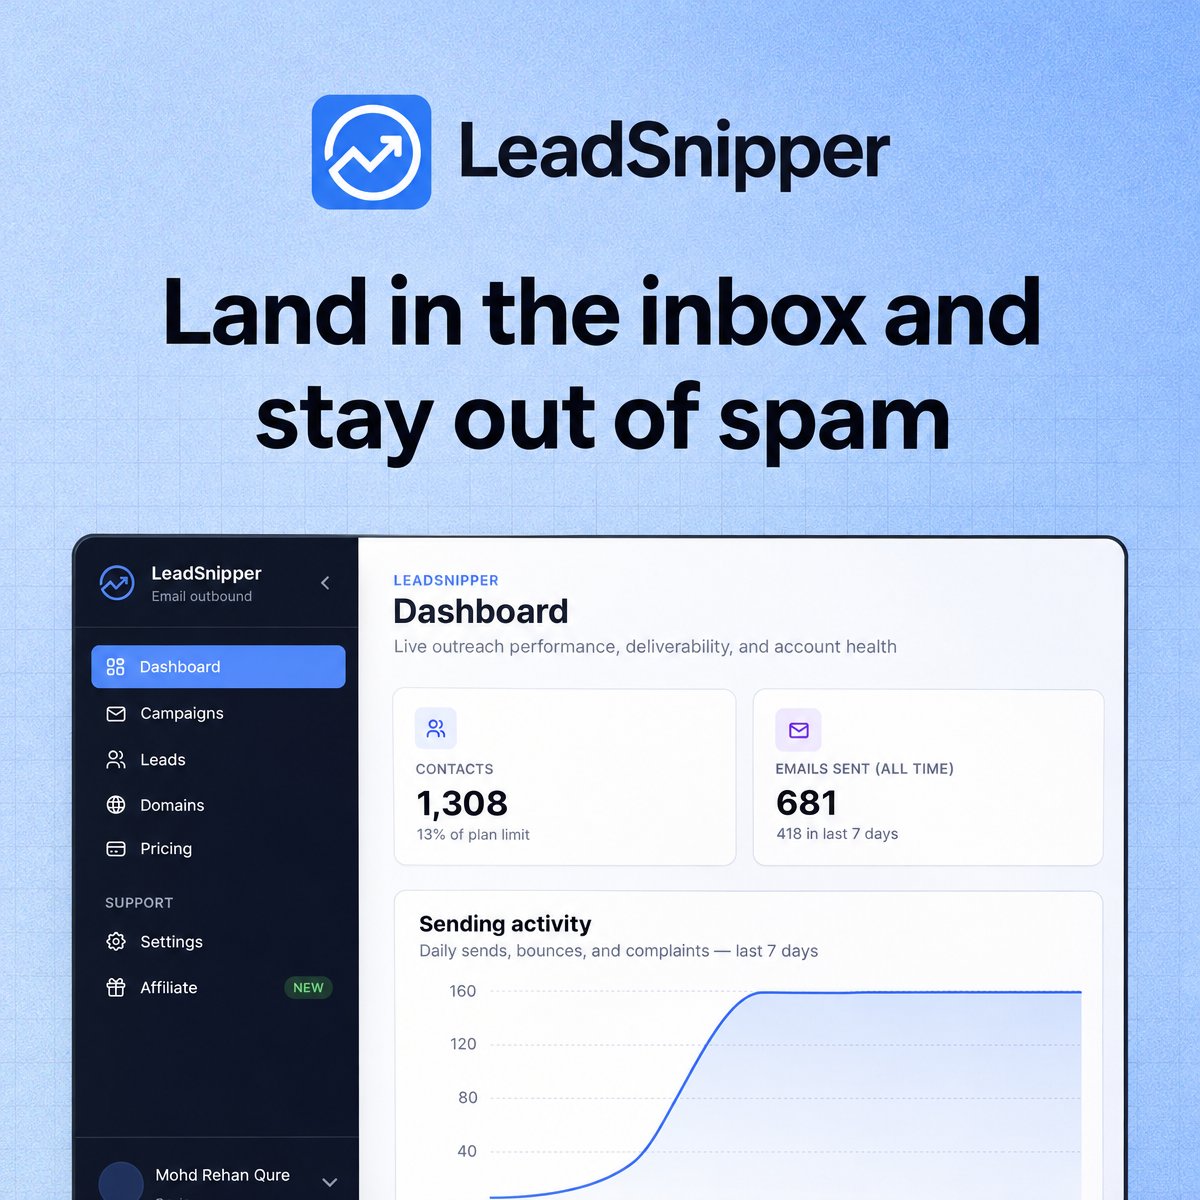 LeadSnipper
Land in the inbox and
stay out of spam
LeadSnipper
Email outbound
Dashboard
Campaigns
Leads
Domains
Pricing
SUPPORT
Settings
Affiliate NEW
Mohd Rehan Qure
LEADSNIPPER
Dashboard
Live outreach performance, deliverability, and account health
CONTACTS
1,308
13% of plan limit
EMAILS SENT (ALL TIME)
681
418 in last 7 days
Sending activity
Daily sends, bounces, and complaints — last 7 days
160
120
80
40